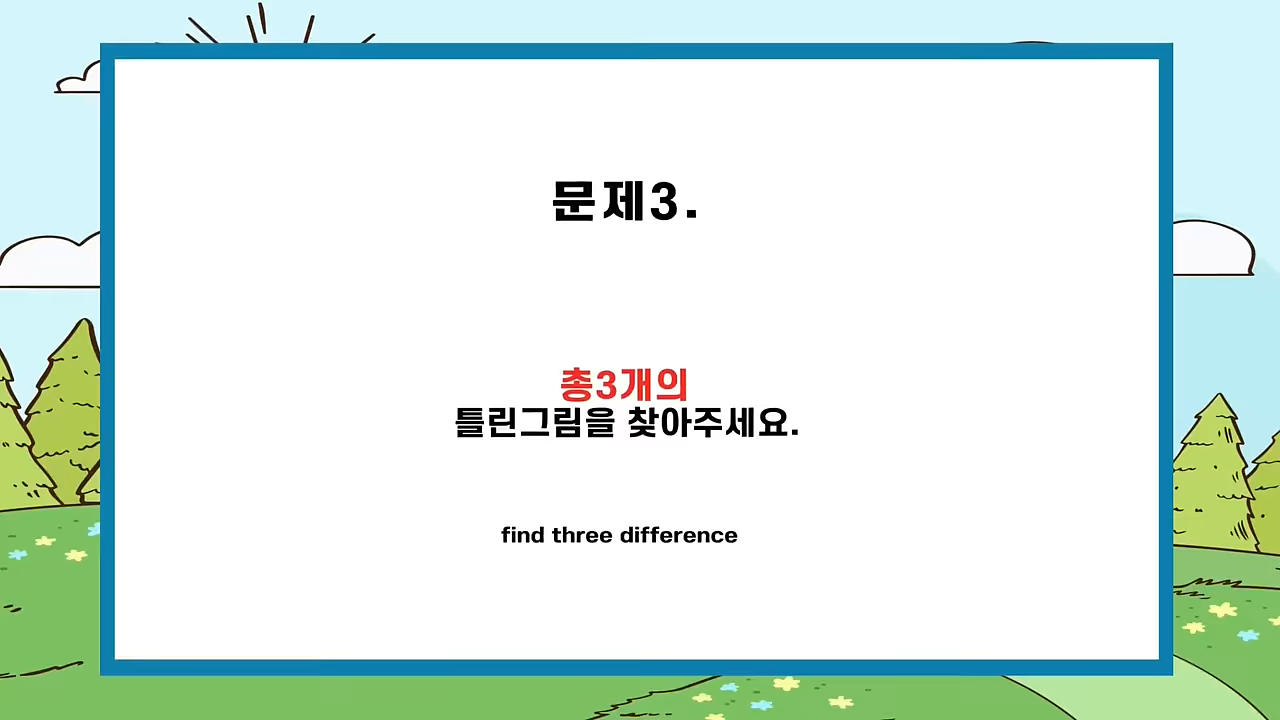 문제3.
총3개의
틀린그림을 찾아주세요.
find three difference